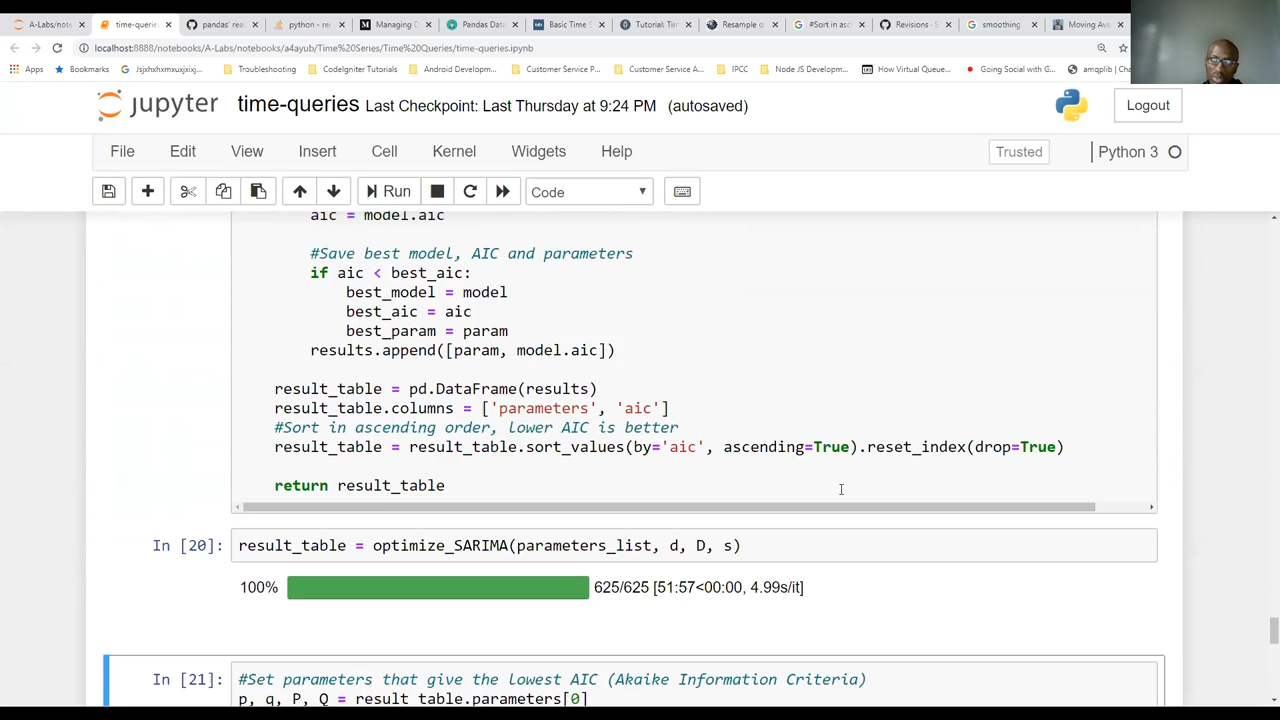 A-Labs/note
time-queries
pandas' rea
python - re
Managing D
Pandas Data
Basic Time S
Tutorial: Tim
Resample o
#Sort in asc
Revisions - S
smoothing
Moving Ave
localhost:8888/notebooks/A-Labs/notebooks/a4ayub/Time%20Series/Time%20Queries/time-queries.ipynb
Apps
Bookmarks
Jsjxhxhxmxuxjxixj...
Troubleshooting
CodeIgniter Tutorials
Android Developm...
Customer Service P...
Customer Service A...
IPCC
Node JS Developm...
How Virtual Queue...
Going Social with G...
amqplib | Cha
jupyter time-queries Last Checkpoint: Last Thursday at 9:24 PM (autosaved)
Logout
File Edit View Insert Cell Kernel Widgets Help
Trusted
Python 3
Run
Code
aic = model.aic
#Save best model, AIC and parameters
if aic < best_aic:
best_model = model
best_aic = aic
best_param = param
results.append([param, model.aic])
result_table = pd.DataFrame(results)
result_table.columns = ['parameters', 'aic']
#Sort in ascending order, lower AIC is better
result_table = result_table.sort_values(by='aic', ascending=True).reset_index(drop=True)
return result_table
In [20]: result_table = optimize_SARIMA(parameters_list, d, D, s)
100% 625/625 [51:57<00:00, 4.99s/it]
In [21]: #Set parameters that give the lowest AIC (Akaike Information Criteria)
p, q, P, Q = result_table.parameters[0]